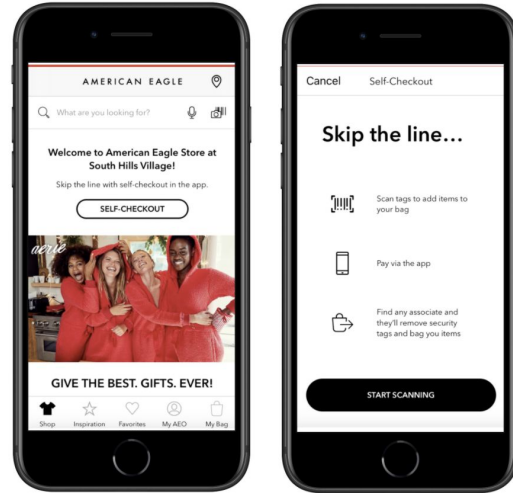 AMERICAN EAGLE
What are you looking for?
Welcome to American Eagle Store at
South Hills Village!
Skip the line with self-checkout in the app.
SELF-CHECKOUT
aerie
GIVE THE BEST. GIFTS. EVER!
Shop
Inspiration
Favorites
My AEO
My Bag
Cancel
Self-Checkout
Skip the line...
Scan tags to add items to
your bag
Pay via the app
Find any associate and
they'll remove security
tags and bag you items
START SCANNING